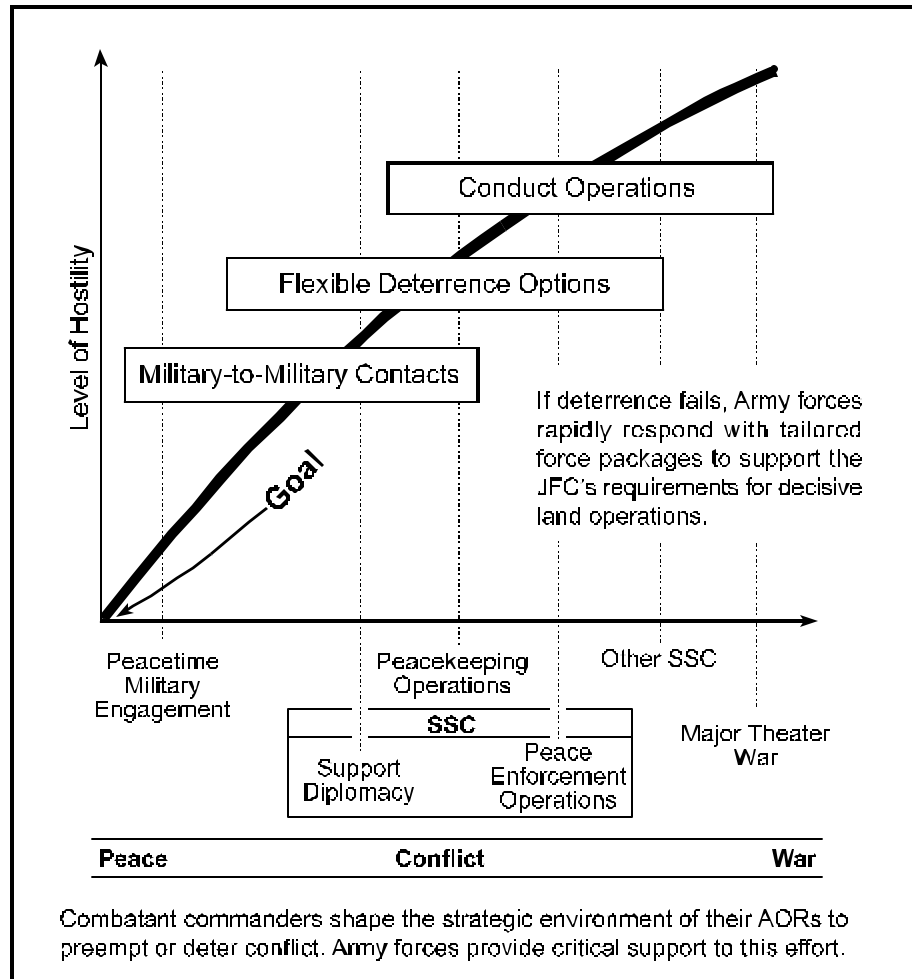 Conduct Operations
Flexible Deterrence Options
Military-to-Military Contacts
Level of Hostility
Goal
If deterrence fails, Army forces
rapidly respond with tailored
force packages to support the
JFC's requirements for decisive
land operations.
Peacetime
Military
Engagement
Peacekeeping
Operations
Other SSC
SSC
Support
Diplomacy
Peace
Enforcement
Operations
Major Theater
War
Peace Conflict War
Combatant commanders shape the strategic environment of their AORs to
preempt or deter conflict. Army forces provide critical support to this effort.